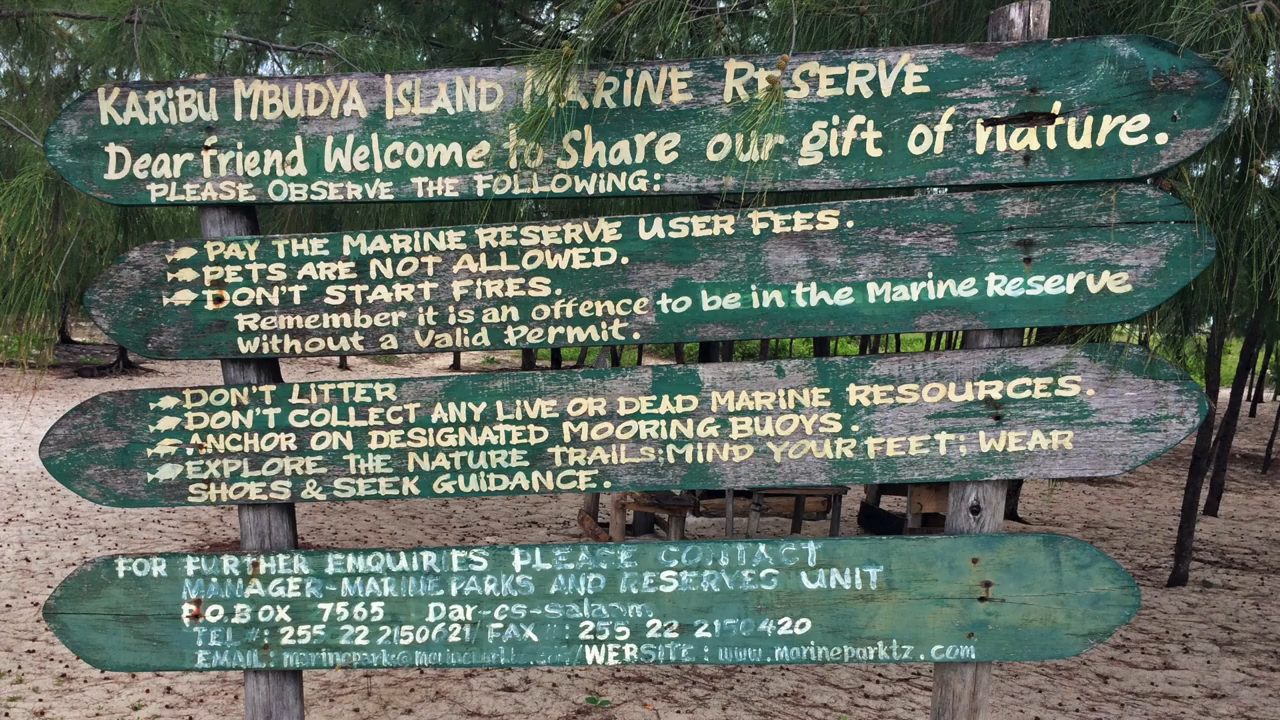 KARIBU MBUDYA ISLAND MARINE RESERVE
Dear friend Welcome to Share our gift of nature.
PLEASE OBSERVE THE FOLLOWING:
PAY THE MARINE RESERVE USER FEES.
PETS ARE NOT ALLOWED.
DON'T START FIRES.
Remember it is an offence to be in the Marine Reserve
without a Valid Permit.
DON'T LITTER
DON'T COLLECT ANY LIVE OR DEAD MARINE RESOURCES.
ANCHOR ON DESIGNATED MOORING BUOYS.
EXPLORE THE NATURE TRAILS; MIND YOUR FEET; WEAR
SHOES & SEEK GUIDANCE.
FOR FURTHER ENQUIRIES PLEASE CONTACT
MANAGER-MARINE PARKS AND RESERVES UNIT
P.O.BOX 7565 Dar-es-salaam
TEL #: 255 22 2150621/ FAX #: 255 22 2150420
EMAIL: /WEBSITE: www.marineparktz.com